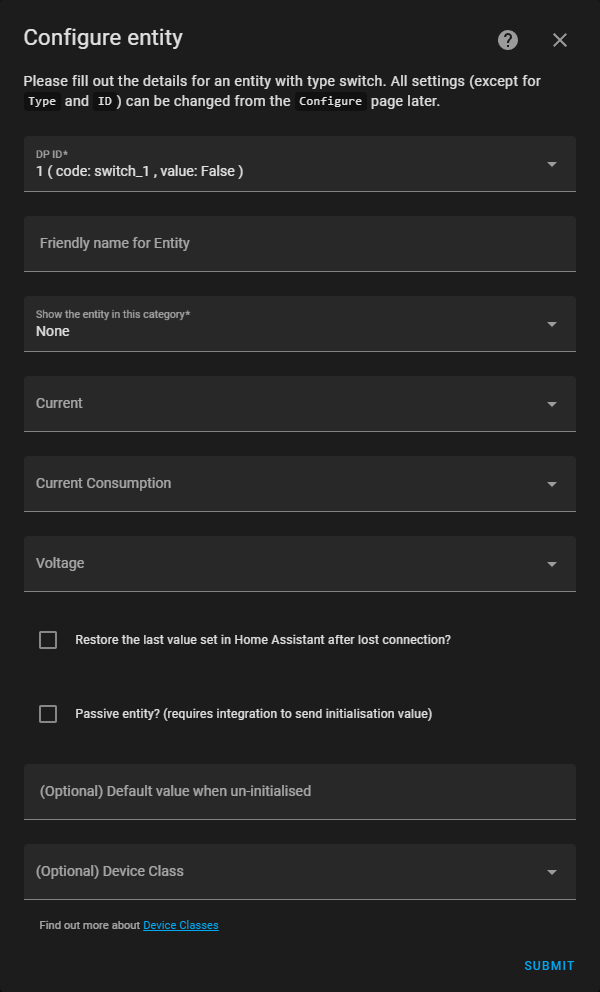 Configure entity
Please fill out the details for an entity with type switch. All settings (except for
Type and ID ) can be changed from the Configure page later.
DP ID*
1 ( code: switch_1 , value: False )
Friendly name for Entity
Show the entity in this category*
None
Current
Current Consumption
Voltage
Restore the last value set in Home Assistant after lost connection?
Passive entity? (requires integration to send initialisation value)
(Optional) Default value when un-initialised
(Optional) Device Class
Find out more about Device Classes
SUBMIT